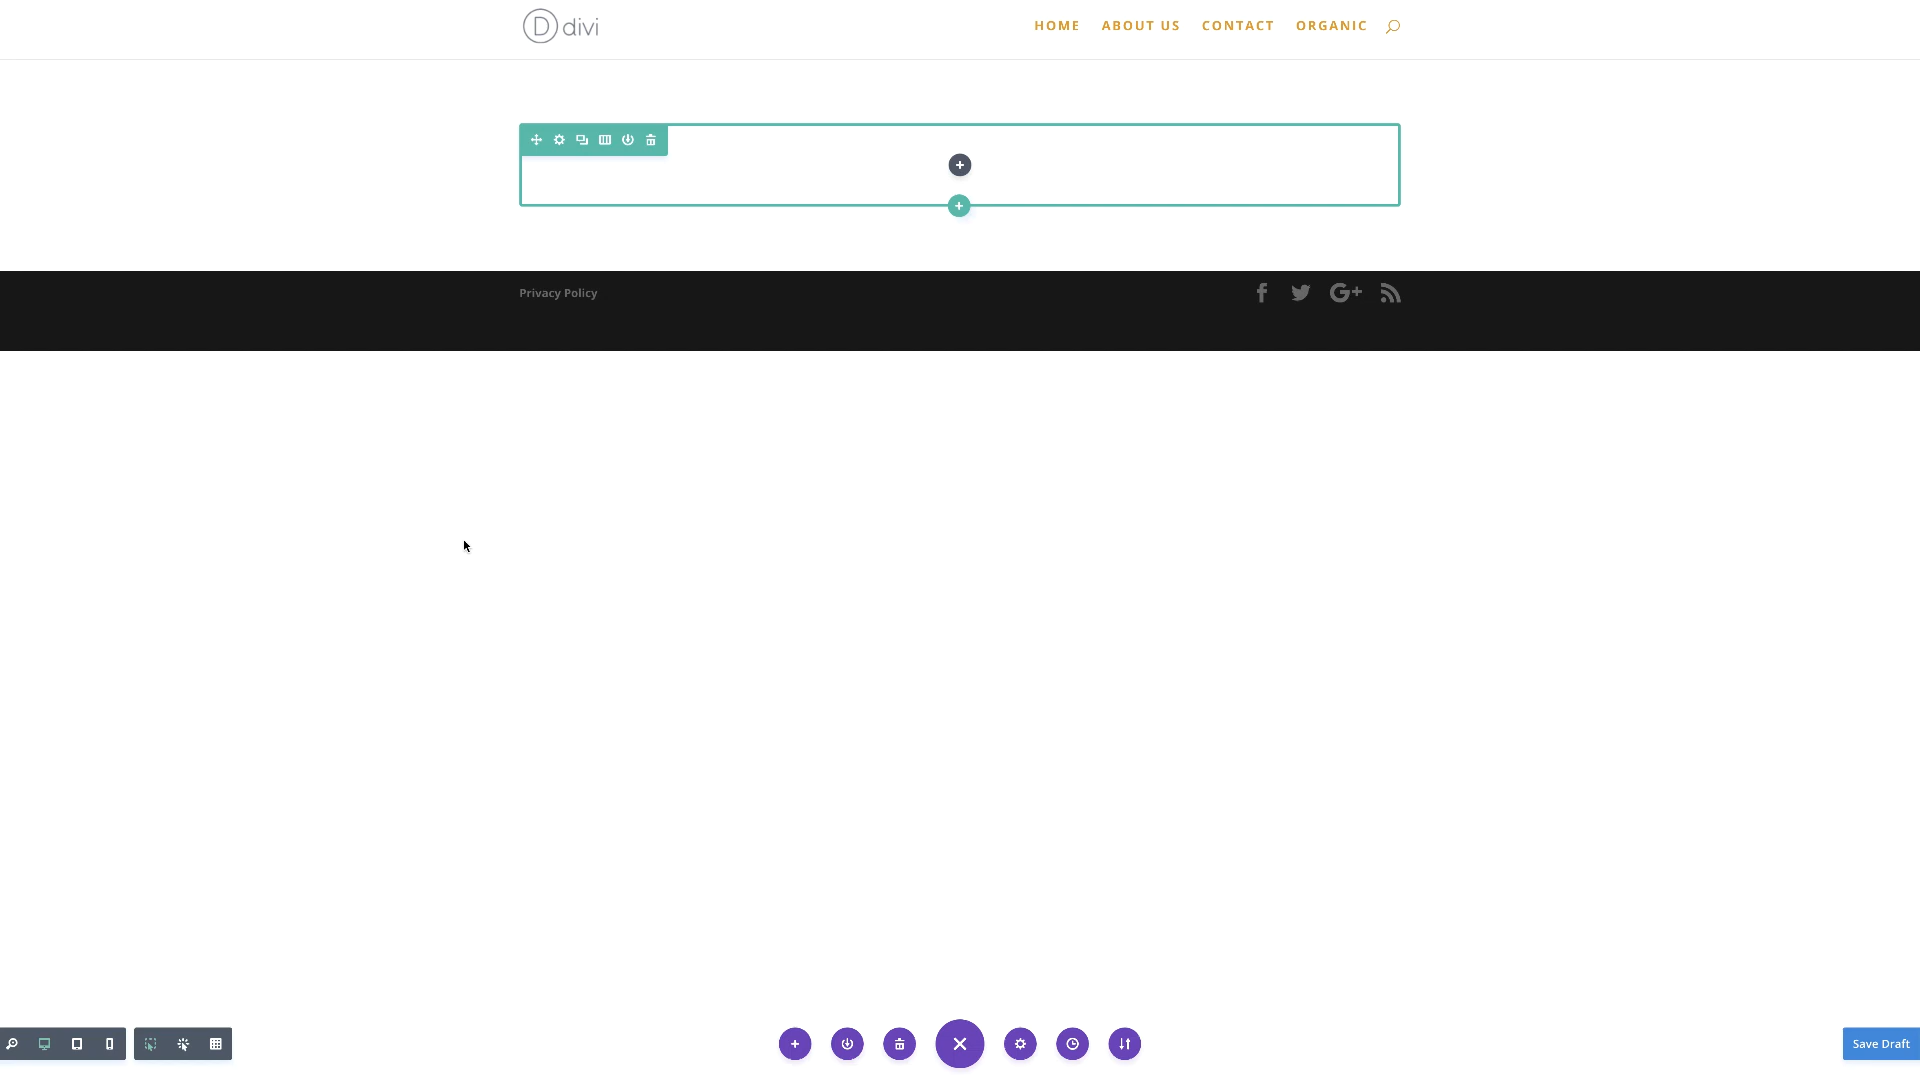 D divi
HOME ABOUT US CONTACT ORGANIC
Privacy Policy
G+
Save Draft